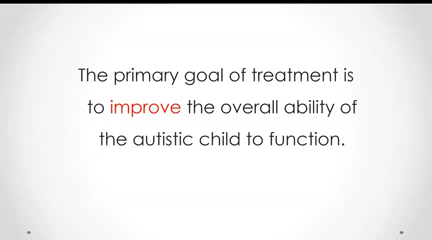 The primary goal of treatment is
to improve the overall ability of
the autistic child to function.